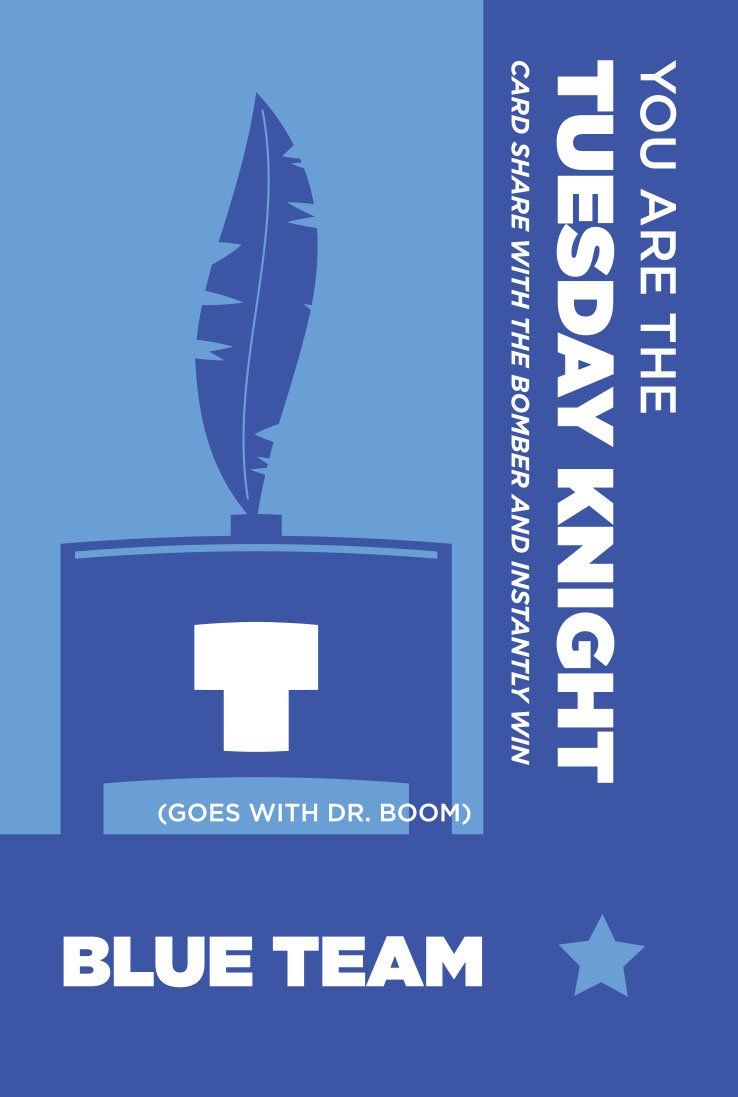 YOU ARE THE
TUESDAY KNIGHT
CARD SHARE WITH THE BOMBER AND INSTANTLY WIN
T
(GOES WITH DR. BOOM)
BLUE TEAM